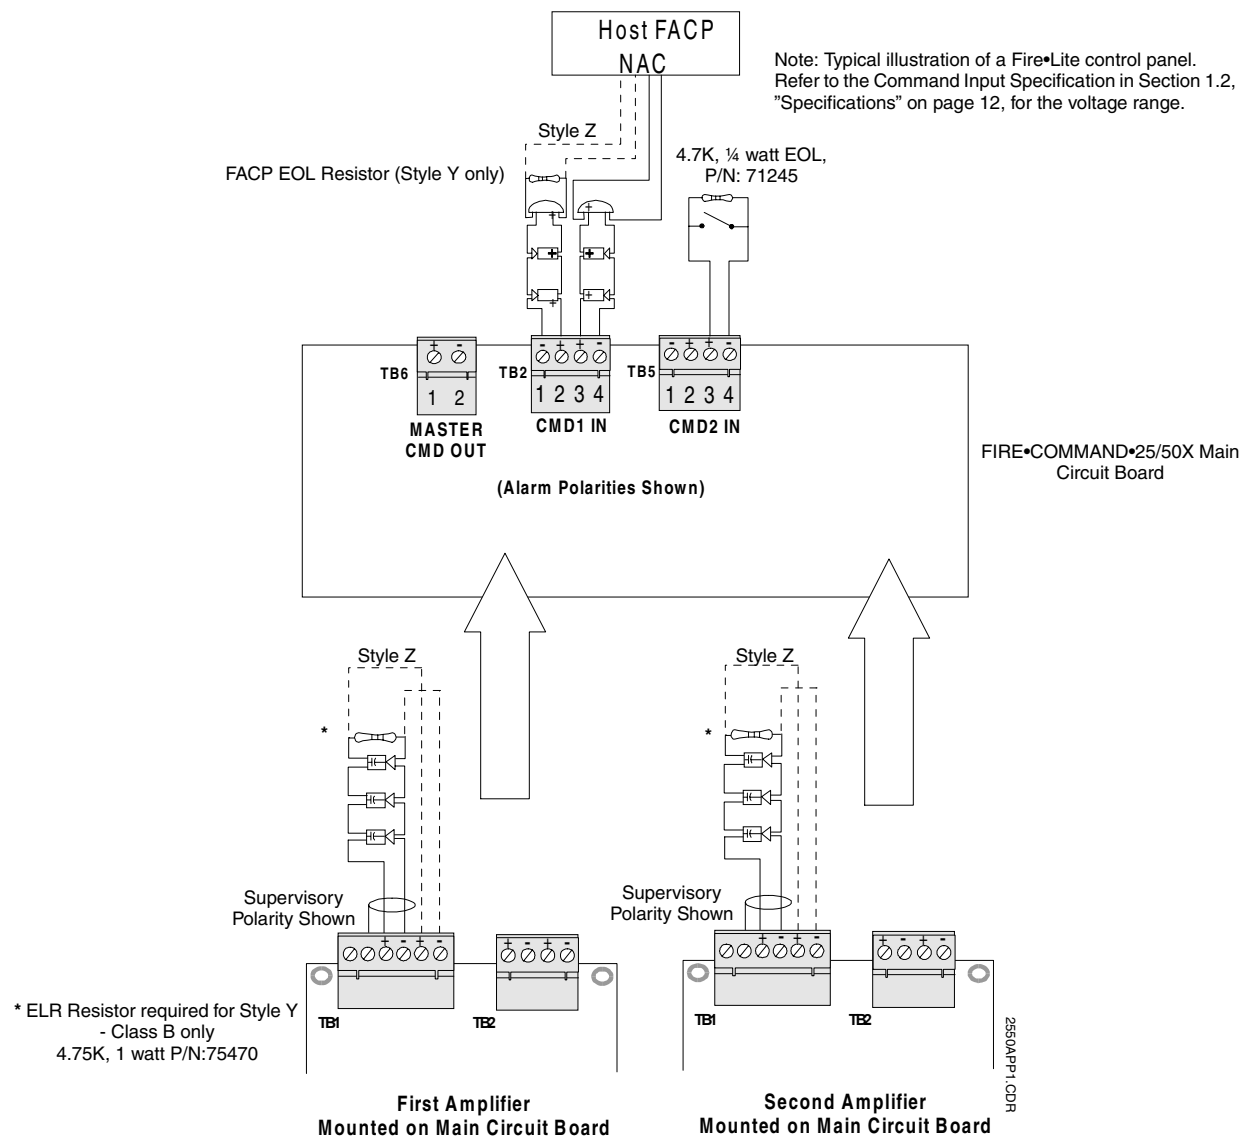 Host FACP
NAC
Note: Typical illustration of a Fire•Lite control panel.
Refer to the Command Input Specification in Section 1.2,
”Specifications” on page 12, for the voltage range.
Style Z
FACP EOL Resistor (Style Y only)
4.7K, ¼ watt EOL,
P/N: 71245
+ +
+ +
+ +
+ - - + + - - + + -
TB6
TB2
TB5
1 2
1 2 3 4
1 2 3 4
MASTER
CMD OUT
CMD1 IN
CMD2 IN
(Alarm Polarities Shown)
FIRE•COMMAND•25/50X Main
Circuit Board
Style Z
Style Z
*
*
Supervisory
Polarity Shown
Supervisory
Polarity Shown
+ - + - + - + -
+ - + - + - + -
TB1
TB2
TB1
TB2
* ELR Resistor required for Style Y
- Class B only
4.75K, 1 watt P/N:75470
2550APP1.CDR
First Amplifier
Mounted on Main Circuit Board
Second Amplifier
Mounted on Main Circuit Board